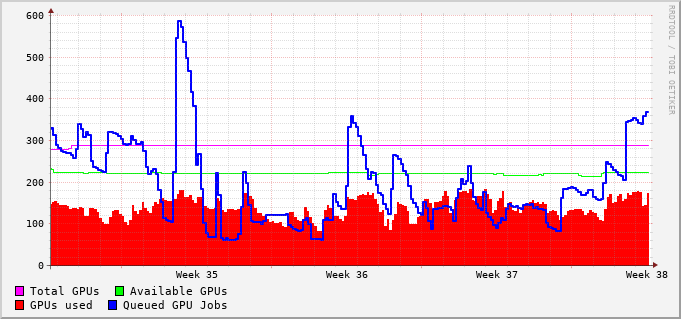 600
500
400
300
200
100
0
Week 35 Week 36 Week 37 Week 38
Total GPUs Available GPUs
GPUs used Queued GPU Jobs
RRDTOOL / TOBI OETIKER